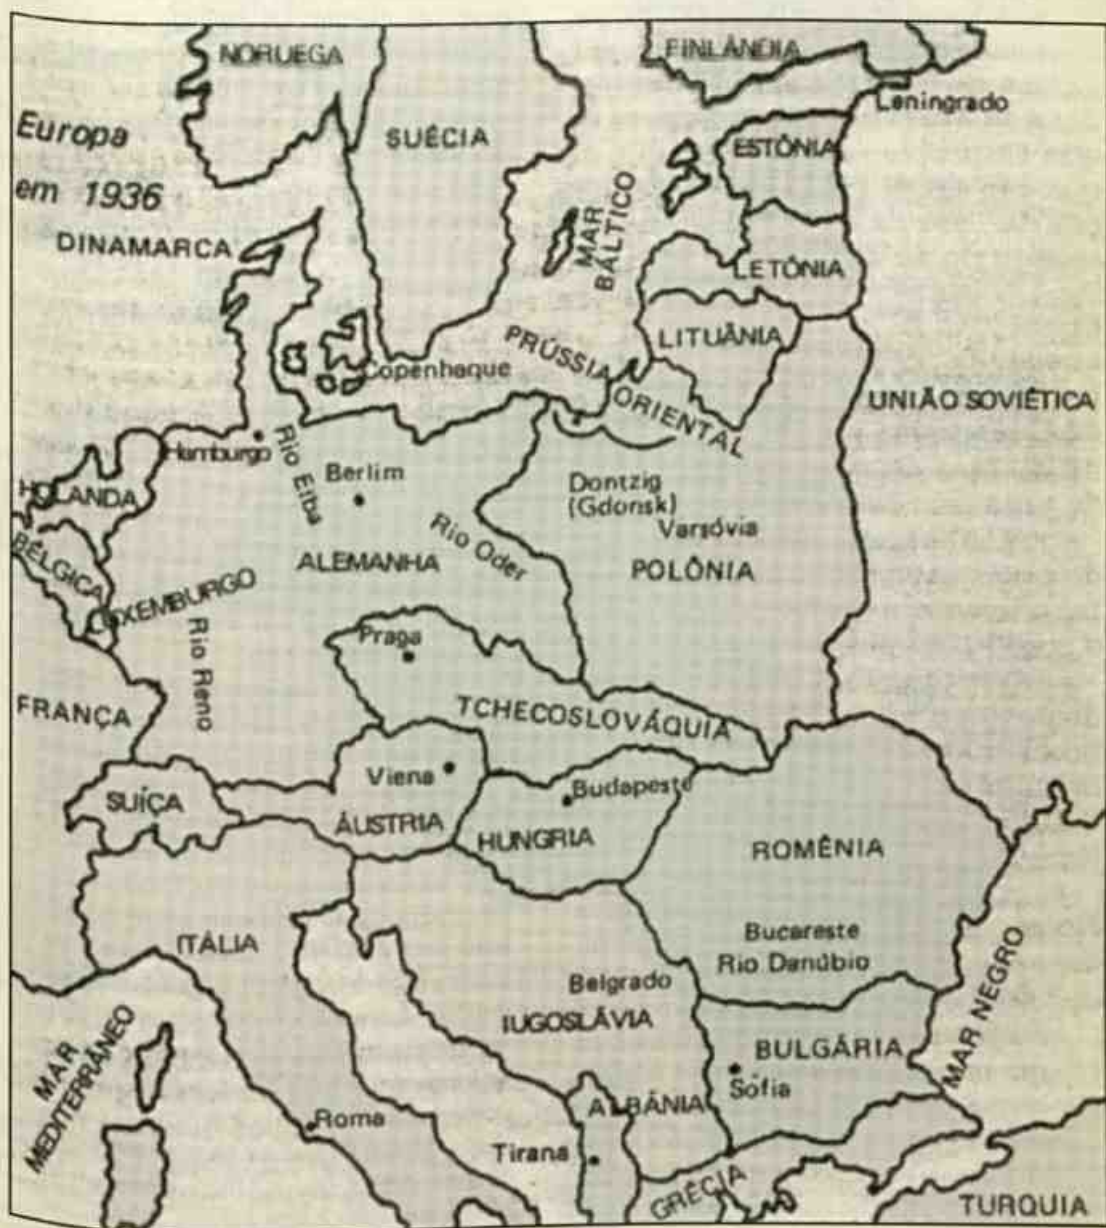 NORUEGA
FINLÂNDIA
Leningrado
Europa
em 1936
SUÉCIA
ESTÔNIA
DINAMARCA
MAR
BÁLTICO
LETÔNIA
LITUÂNIA
PRÚSSIA
ORIENTAL
Copenhaque
UNIÃO SOVIÉTICA
Hamburgo
Rio Elba
Berlim
HOLANDA
Dontzig
(Gdonsk)
Varsóvia
Rio Oder
BÉLGICA
ALEMANHA
POLÔNIA
LUXEMBURGO
Rio Reno
Praga
FRANÇA
TCHECOSLOVÁQUIA
Viena
Budapeste
SUÍÇA
ÁUSTRIA
HUNGRIA
ROMÊNIA
ITÁLIA
Bucareste
Rio Danúbio
Belgrado
IUGOSLÁVIA
MAR NEGRO
BULGÁRIA
MAR
MEDITERRÂNEO
Sófia
ALBÂNIA
Roma
Tirana
GRÉCIA
TURQUIA